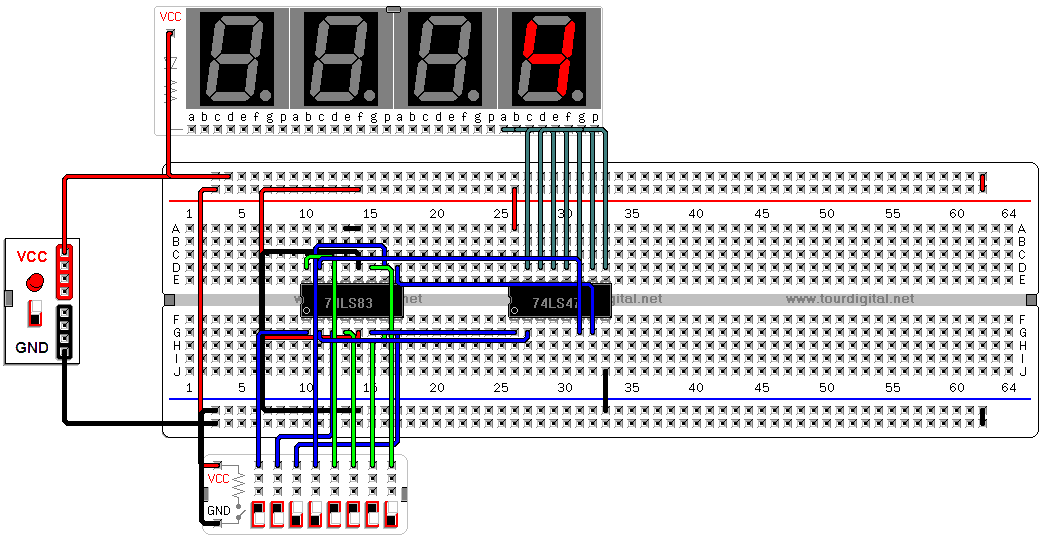 VCC
a b c d e f g p a b c d e f g p a b c d e f g p a b c d e f g p
1 5 10 15 20 25 30 35 40 45 50 55 60 64
A A
B B
C C
D D
E E
VCC
74LS83 net
74LS47 digital.net
www.tourdigital.net
GND
F F
G G
H H
I I
J J
1 5 10 15 20 25 30 35 40 45 50 55 60 64
VCC
GND